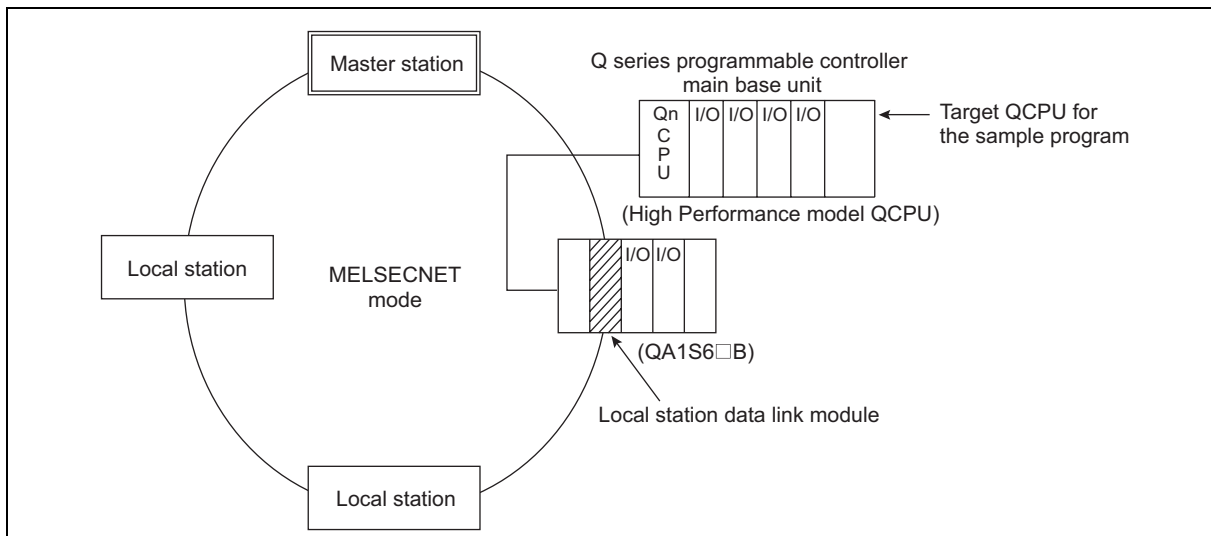 Master station
Q series programmable controller
main base unit
Qn
C
P
U
I/O I/O I/O I/O
Target QCPU for
the sample program
(High Performance model QCPU)
Local station
MELSECNET
mode
I/O I/O
(QA1S6□B)
Local station data link module
Local station